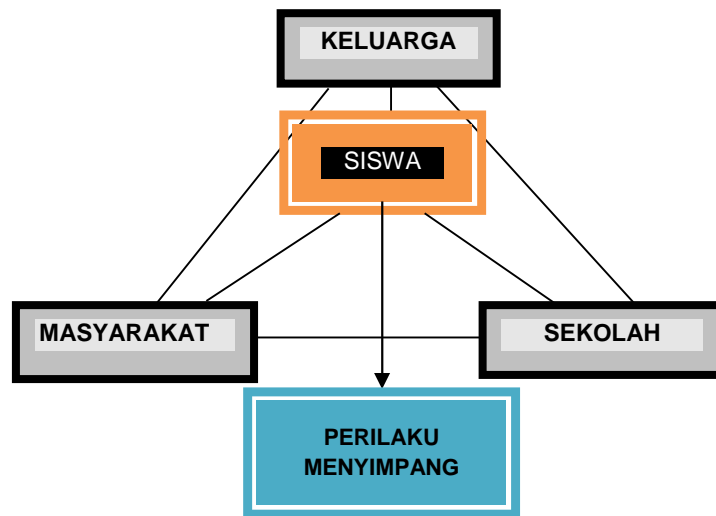 KELUARGA
SISWA
MASYARAKAT
SEKOLAH
PERILAKU
MENYIMPANG